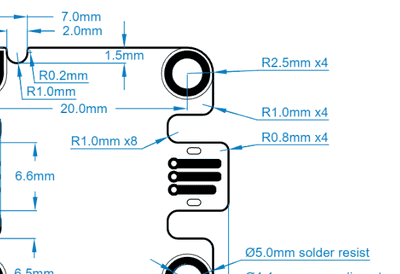 7.0mm
2.0mm
1.5mm
R2.5mm x4
R0.2mm
R1.0mm
20.0mm
R1.0mm x4
R1.0mm x8
R0.8mm x4
6.6mm
Ø5.0mm solder resist
6.5mm